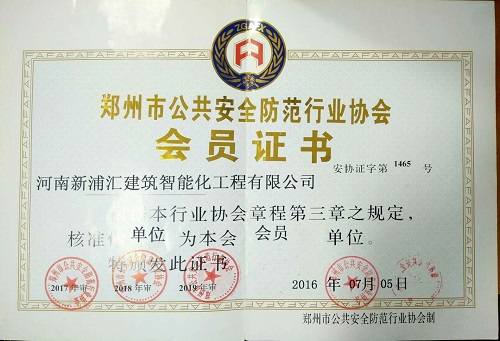 ZGAFX
郑州市公共安全防范行业协会
会员证书
安协证字第 1465 号
河南新浦汇建筑智能化工程有限公司
本行业协会章程第三章之规定，
核准 单位 为本会 会员 单位。
特颁发此证书
2017年审 2018年审 2019年审
2016 年 07月 05日
郑州市公共安全防范行业协会制